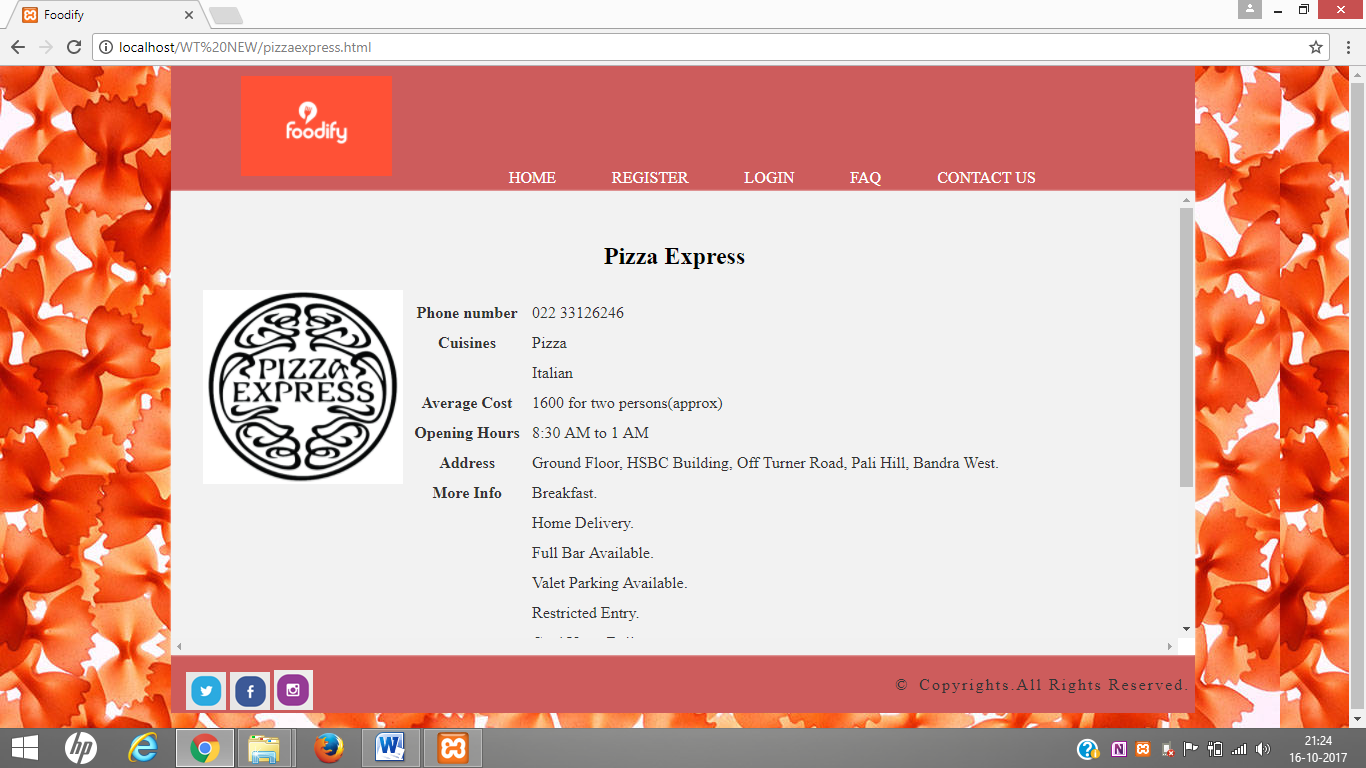 Foodify
localhost/WT%20NEW/pizzaexpress.html
foodify
HOME REGISTER LOGIN FAQ CONTACT US
Pizza Express
PIZZA
EXPRESS
Phone number 022 33126246
Cuisines Pizza
Italian
Average Cost 1600 for two persons(approx)
Opening Hours 8:30 AM to 1 AM
Address Ground Floor, HSBC Building, Off Turner Road, Pali Hill, Bandra West.
More Info Breakfast.
Home Delivery.
Full Bar Available.
Valet Parking Available.
Restricted Entry.
© Copyrights.All Rights Reserved.
hp
21:24
16-10-2017